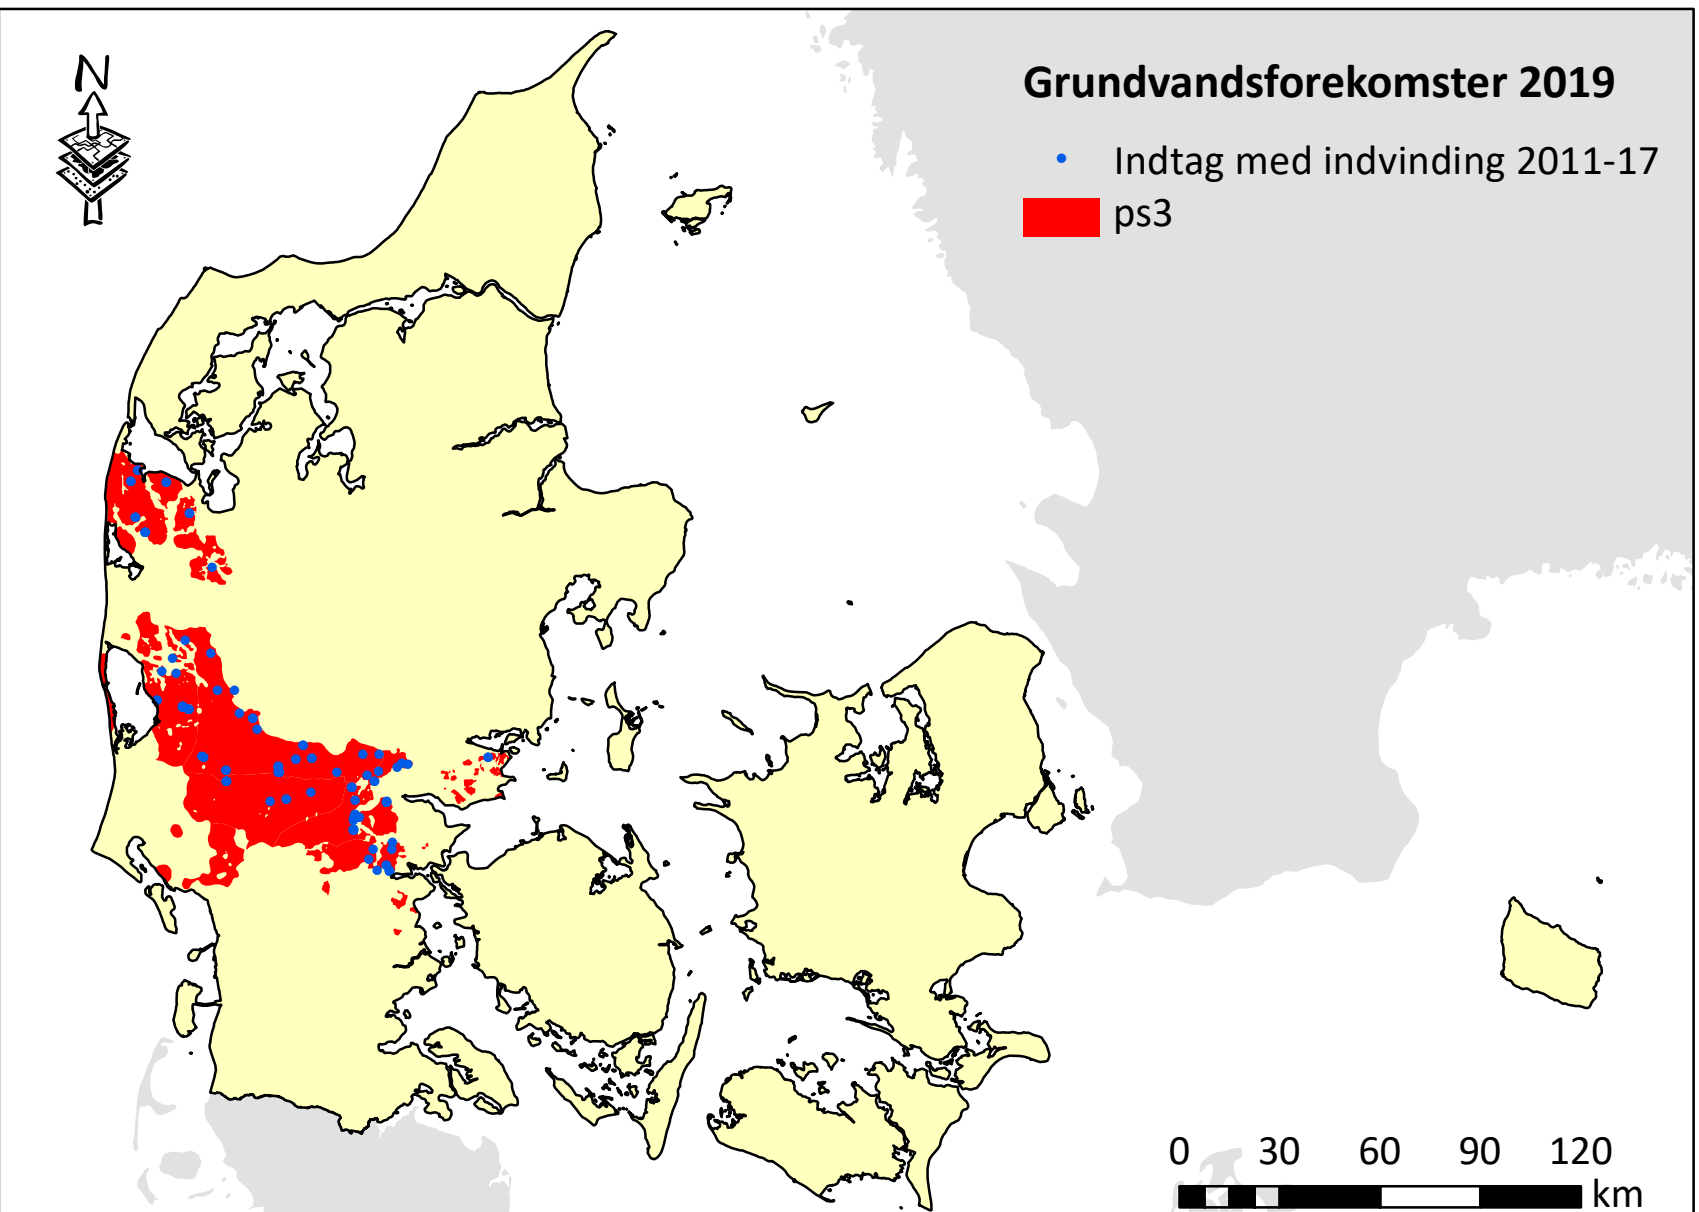 N
Grundvandsforekomster 2019
Indtag med indvinding 2011-17
ps3
0 30 60 90 120
km